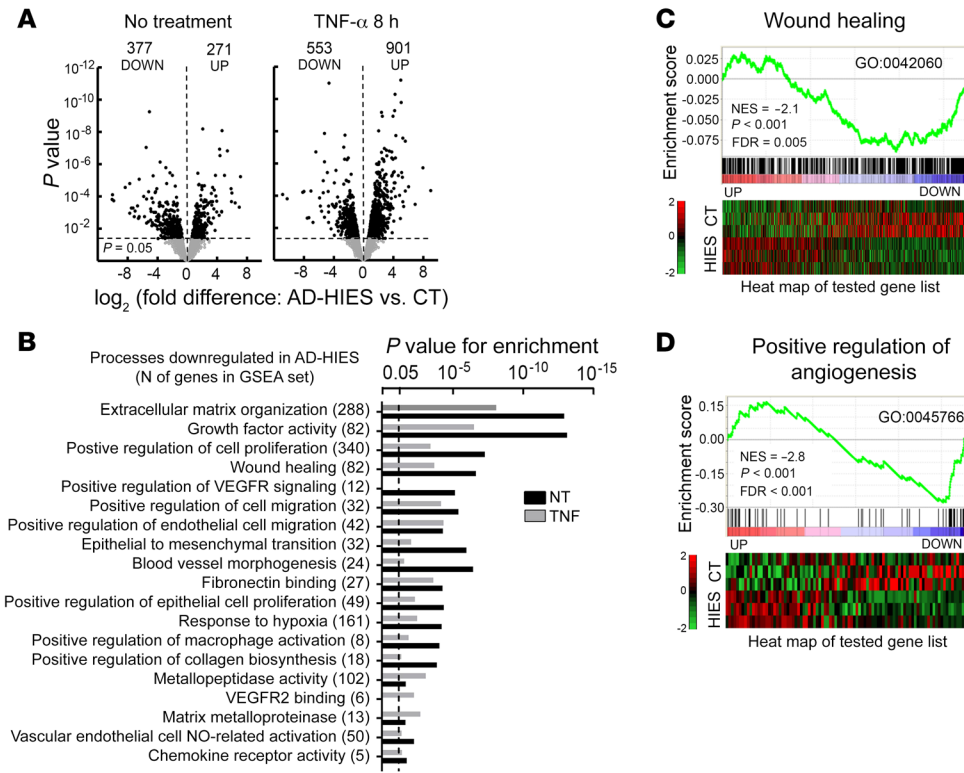 A
No treatment
TNF-α 8 h
377
DOWN
271
UP
553
DOWN
901
UP
P value
10-12
10-10
10-8
10-6
10-4
10-2
P = 0.05
-8 -4 0 4 8
-8 -4 0 4 8
log2 (fold difference: AD-HIES vs. CT)
B
Processes downregulated in AD-HIES
(N of genes in GSEA set)
P value for enrichment
0.05 10-5 10-10 10-15
Extracellular matrix organization (288)
Growth factor activity (82)
Postive regulation of cell proliferation (340)
Wound healing (82)
Positive regulation of VEGFR signaling (12)
Positive regulation of cell migration (32)
Positive regulation of endothelial cell migration (42)
Epithelial to mesenchymal transition (32)
Blood vessel morphogenesis (24)
Fibronectin binding (27)
Positive regulation of epithelial cell proliferation (49)
Response to hypoxia (161)
Positive regulation of macrophage activation (8)
Positive regulation of collagen biosynthesis (18)
Metallopeptidase activity (102)
VEGFR2 binding (6)
Matrix metalloproteinase (13)
Vascular endothelial cell NO-related activation (50)
Chemokine receptor activity (5)
NT
TNF
C
Wound healing
Enrichment score
0.025
0.000
-0.025
-0.050
-0.075
GO:0042060
NES = −2.1
P < 0.001
FDR = 0.005
UP DOWN
2
0
-2
HIES CT
Heat map of tested gene list
D
Positive regulation of
angiogenesis
Enrichment score
0.15
0.00
-0.15
-0.30
GO:0045766
NES = −2.8
P < 0.001
FDR < 0.001
UP DOWN
2
0
-2
HIES CT
Heat map of tested gene list